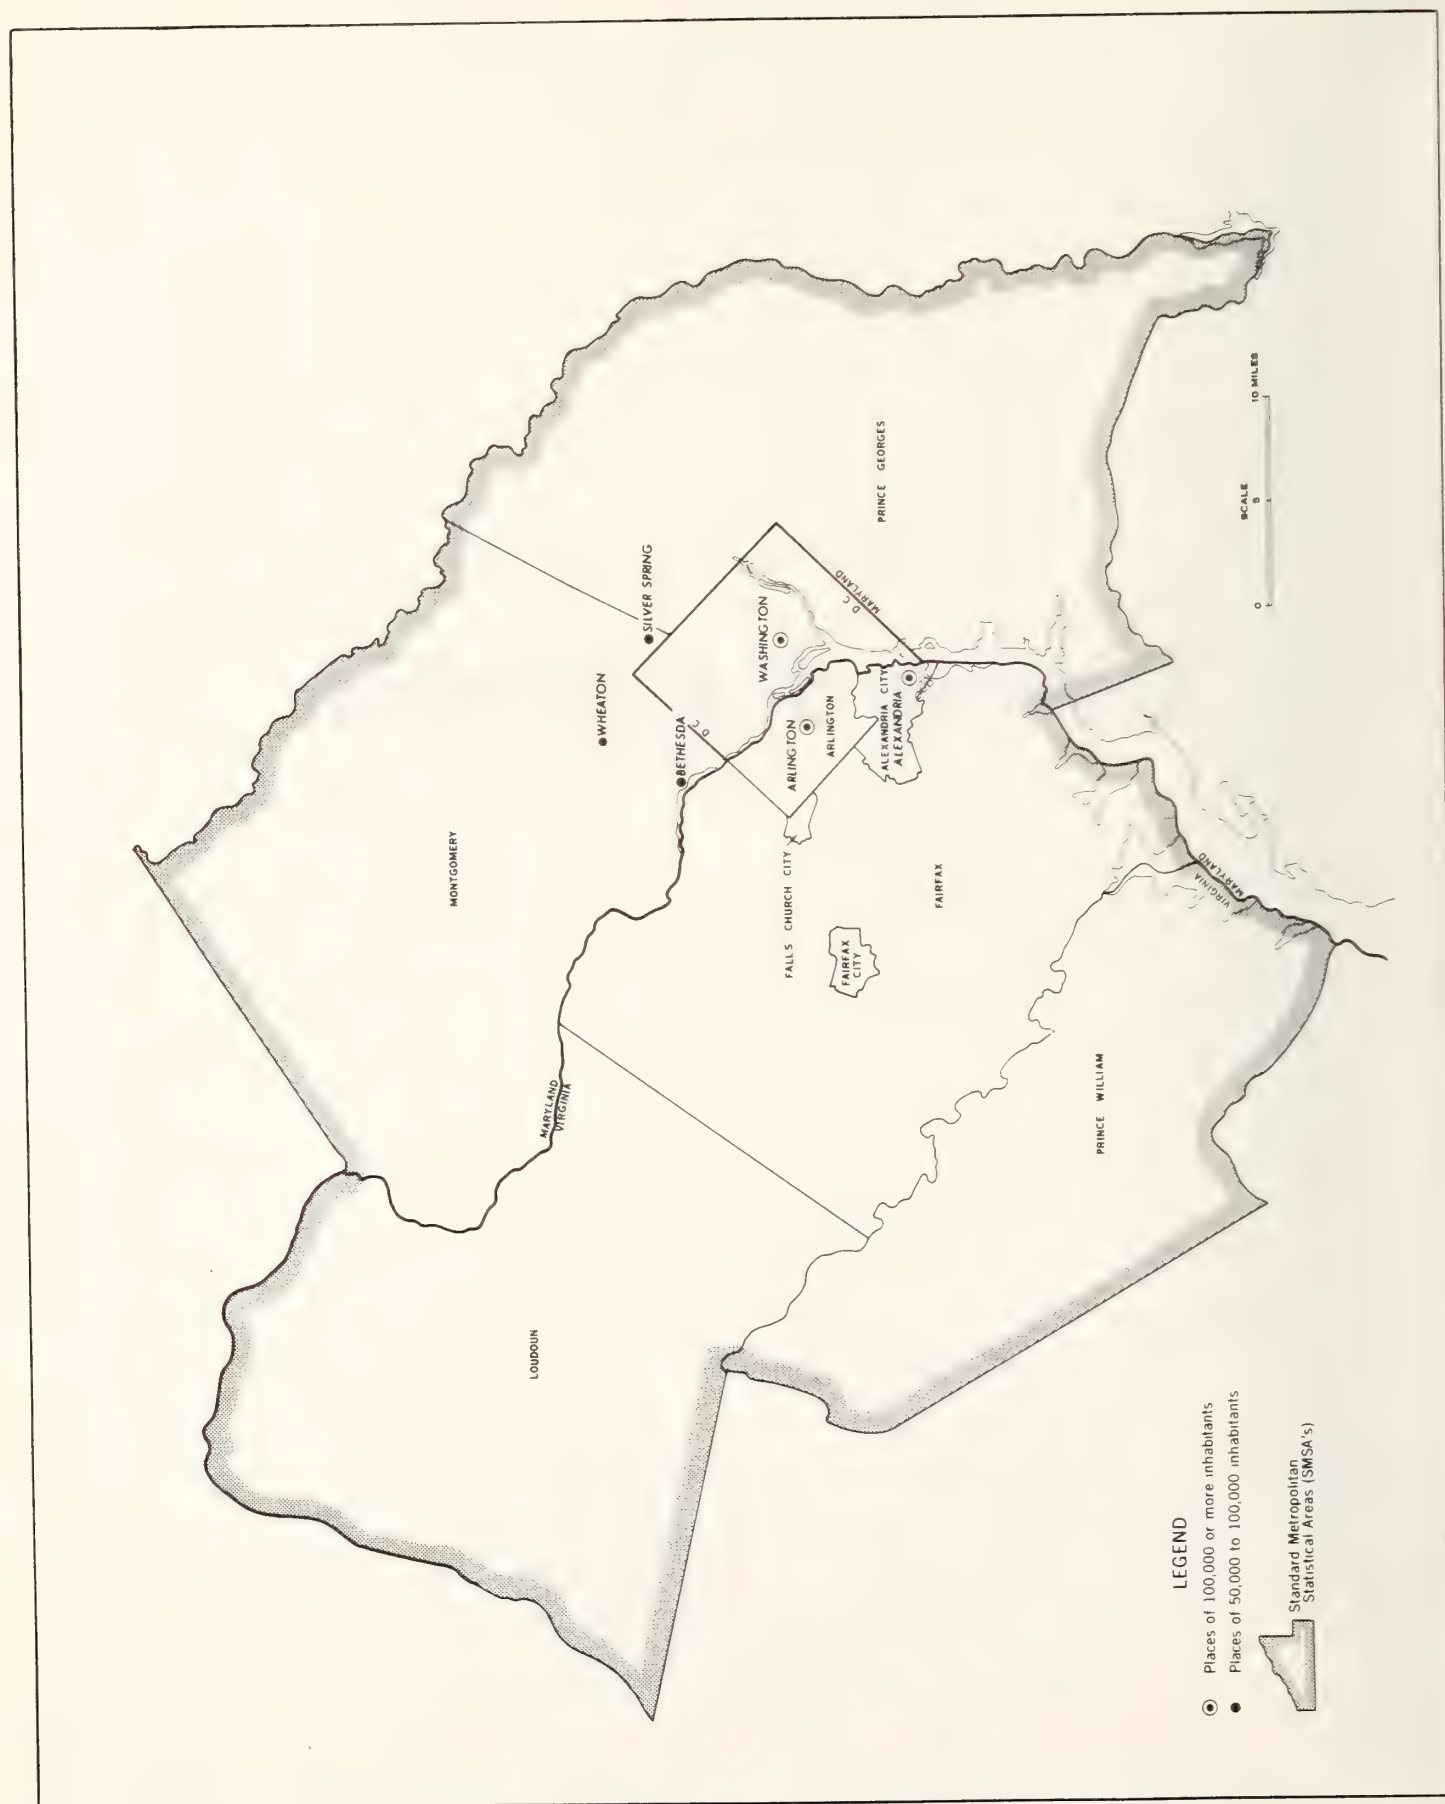 MONTGOMERY
WHEATON
SILVER SPRING
BETHESDA
D C
LOUDOUN
MARYLAND
VIRGINIA
WASHINGTON
ARLINGTON
ARLINGTON
D C
MARYLAND
FALLS CHURCH CITY
ALEXANDRIA CITY
ALEXANDRIA
FAIRFAX
CITY
FAIRFAX
PRINCE GEORGES
PRINCE WILLIAM
VIRGINIA
MARYLAND
LEGEND
Places of 100,000 or more inhabitants
Places of 50,000 to 100,000 inhabitants
Standard Metropolitan
Statistical Areas (SMSA's)
SCALE
0 5 10 MILES